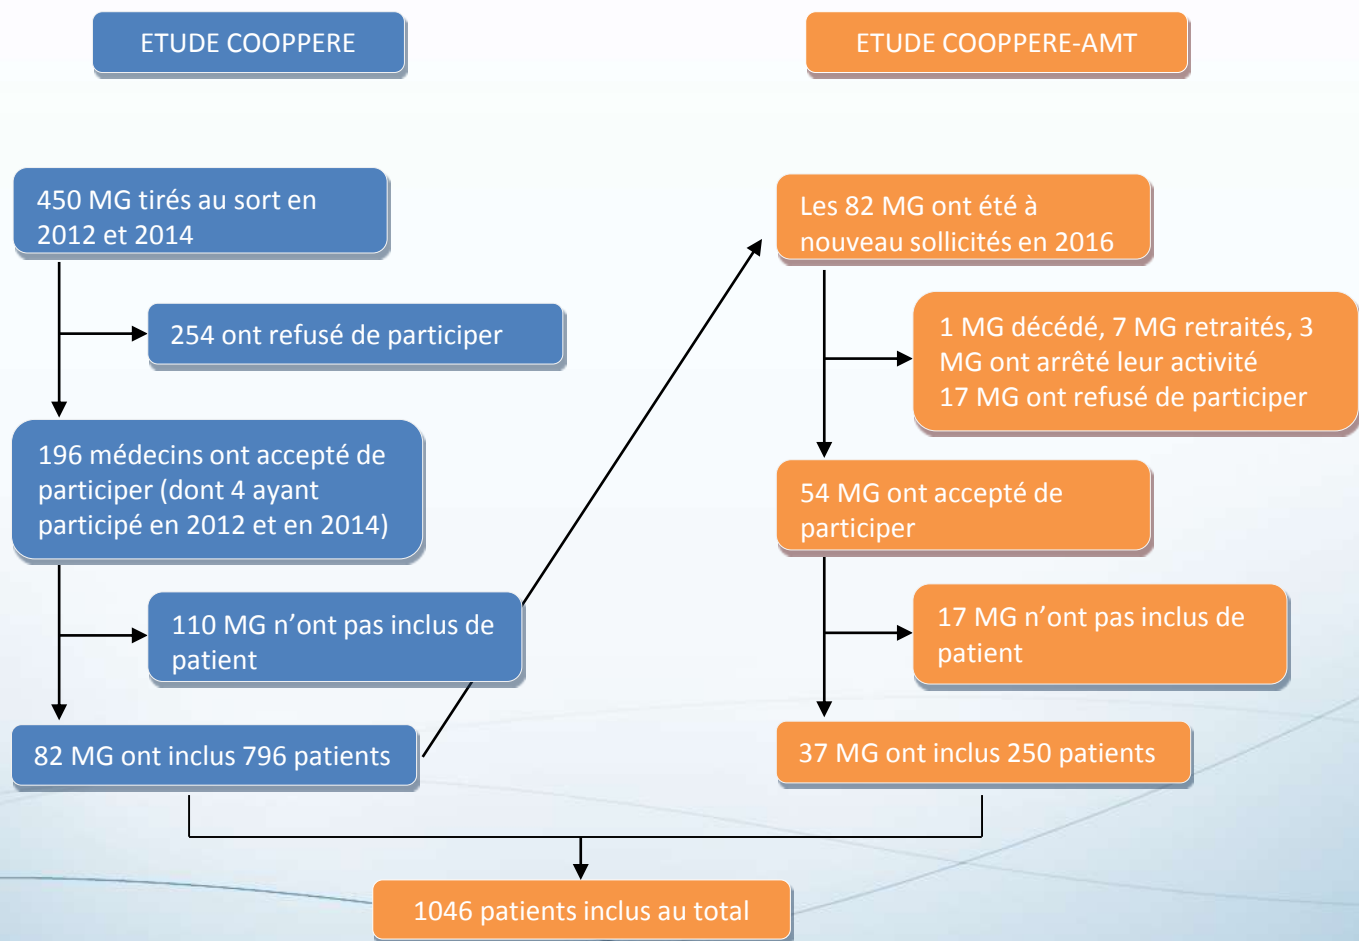 ETUDE COOPPERE
ETUDE COOPPERE-AMT
450 MG tirés au sort en
2012 et 2014
254 ont refusé de participer
196 médecins ont accepté de
participer (dont 4 ayant
participé en 2012 et en 2014)
110 MG n’ont pas inclus de
patient
82 MG ont inclus 796 patients
Les 82 MG ont été à
nouveau sollicités en 2016
1 MG décédé, 7 MG retraités, 3
MG ont arrêté leur activité
17 MG ont refusé de participer
54 MG ont accepté de
participer
17 MG n’ont pas inclus de
patient
37 MG ont inclus 250 patients
1046 patients inclus au total